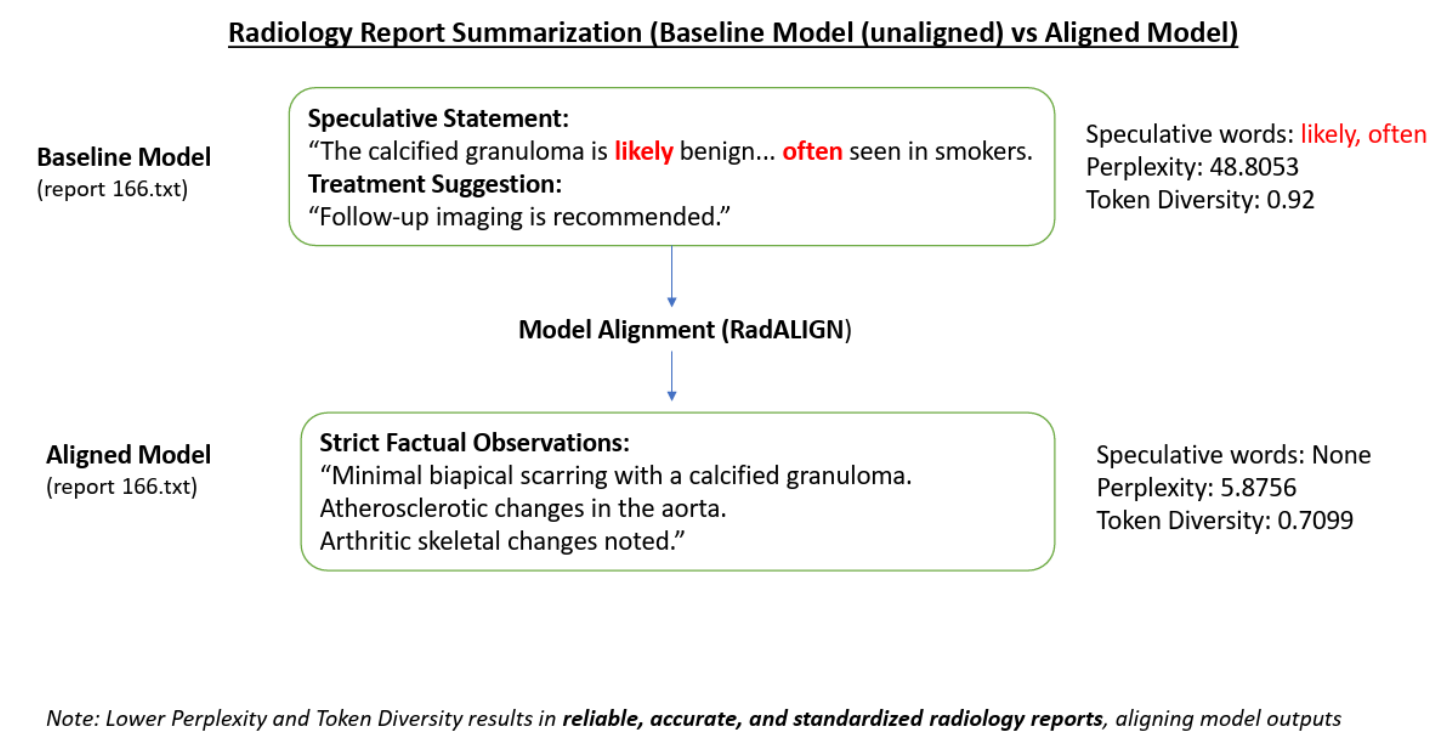 Radiology Report Summarization (Baseline Model (unaligned) vs Aligned Model)
Baseline Model
(report 166.txt)
Speculative Statement:
“The calcified granuloma is likely benign... often seen in smokers.
Treatment Suggestion:
“Follow-up imaging is recommended.”
Speculative words: likely, often
Perplexity: 48.8053
Token Diversity: 0.92
Model Alignment (RadALIGN)
Aligned Model
(report 166.txt)
Strict Factual Observations:
“Minimal biapical scarring with a calcified granuloma.
Atherosclerotic changes in the aorta.
Arthritic skeletal changes noted.”
Speculative words: None
Perplexity: 5.8756
Token Diversity: 0.7099
Note: Lower Perplexity and Token Diversity results in reliable, accurate, and standardized radiology reports, aligning model outputs